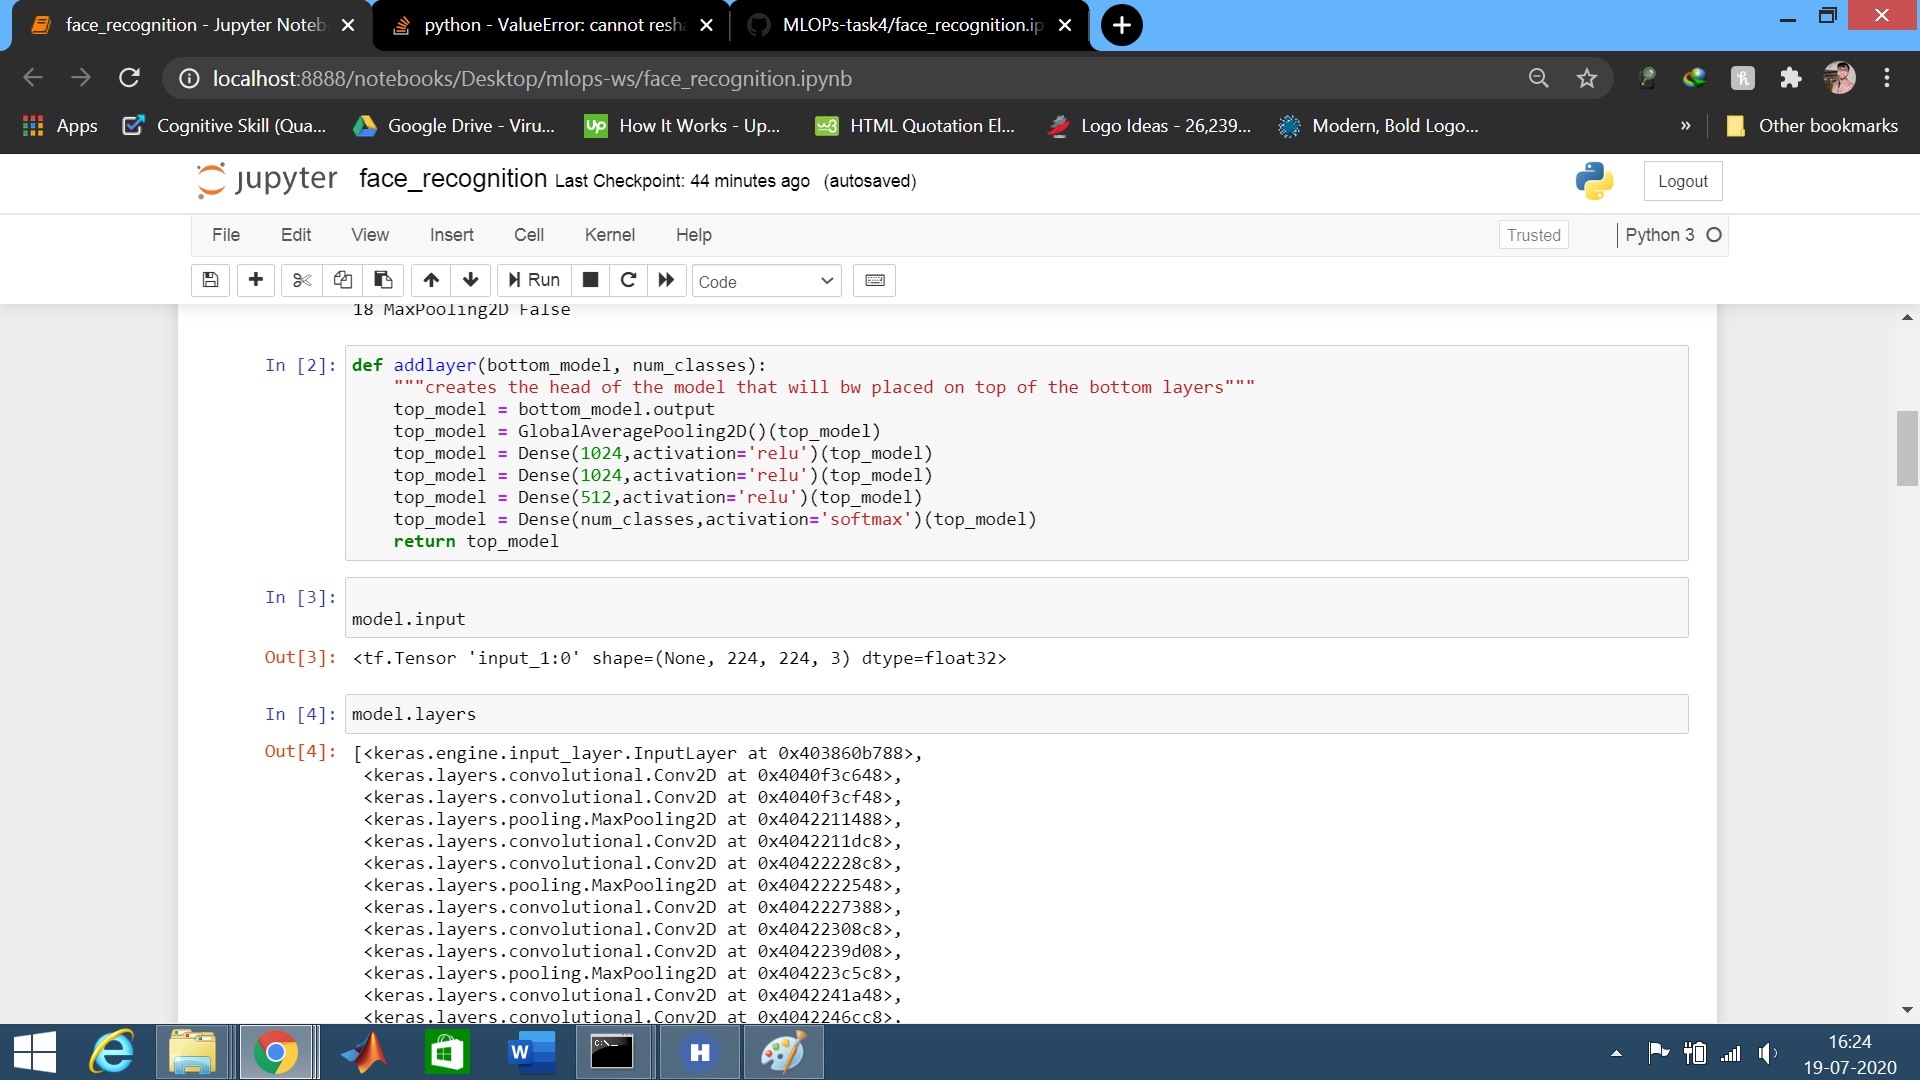 face_recognition - Jupyter Noteb
python - ValueError: cannot resha
MLOPs-task4/face_recognition.ip
localhost:8888/notebooks/Desktop/mlops-ws/face_recognition.ipynb
Apps
Cognitive Skill (Qua...
Google Drive - Viru...
Up How It Works - Up...
w3 HTML Quotation El...
Logo Ideas - 26,239...
Modern, Bold Logo...
»
Other bookmarks
jupyter face_recognition Last Checkpoint: 44 minutes ago (autosaved)
Logout
File Edit View Insert Cell Kernel Help
Trusted
Python 3
Run
Code
18 MaxPooling2D False
In [2]: def addlayer(bottom_model, num_classes):
"""creates the head of the model that will bw placed on top of the bottom layers"""
top_model = bottom_model.output
top_model = GlobalAveragePooling2D()(top_model)
top_model = Dense(1024,activation='relu')(top_model)
top_model = Dense(1024,activation='relu')(top_model)
top_model = Dense(512,activation='relu')(top_model)
top_model = Dense(num_classes,activation='softmax')(top_model)
return top_model
In [3]:
model.input
Out[3]: <tf.Tensor 'input_1:0' shape=(None, 224, 224, 3) dtype=float32>
In [4]: model.layers
Out[4]: [<keras.engine.input_layer.InputLayer at 0x403860b788>,
<keras.layers.convolutional.Conv2D at 0x4040f3c648>,
<keras.layers.convolutional.Conv2D at 0x4040f3cf48>,
<keras.layers.pooling.MaxPooling2D at 0x4042211488>,
<keras.layers.convolutional.Conv2D at 0x4042211dc8>,
<keras.layers.convolutional.Conv2D at 0x40422228c8>,
<keras.layers.pooling.MaxPooling2D at 0x4042222548>,
<keras.layers.convolutional.Conv2D at 0x4042227388>,
<keras.layers.convolutional.Conv2D at 0x40422308c8>,
<keras.layers.convolutional.Conv2D at 0x4042239d08>,
<keras.layers.pooling.MaxPooling2D at 0x404223c5c8>,
<keras.layers.convolutional.Conv2D at 0x4042241a48>,
<keras.layers.convolutional.Conv2D at 0x4042246cc8>,
16:24
19-07-2020